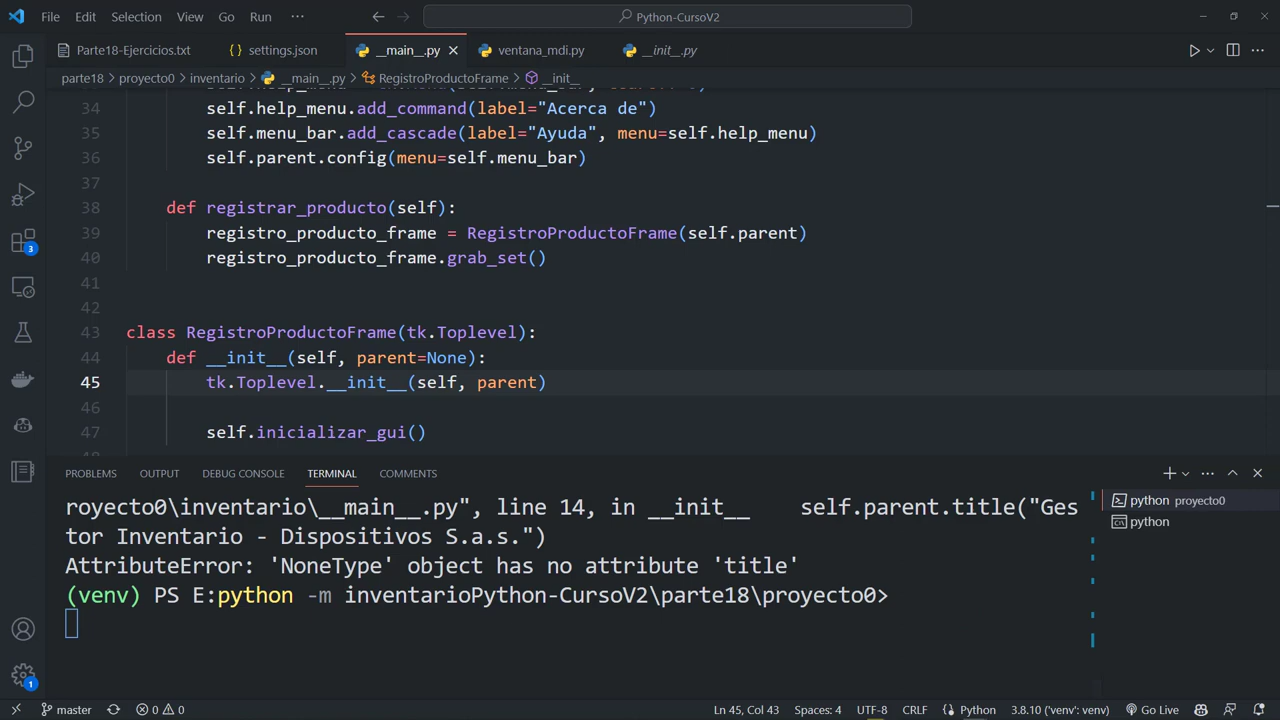 File Edit Selection View Go Run ··· Python-CursoV2
Parte18-Ejercicios.txt {} settings.json __main__.py ventana_mdi.py __init__.py
parte18 > proyecto0 > inventario > __main__.py > RegistroProductoFrame > __init__
34 self.help_menu.add_command(label="Acerca de")
35 self.menu_bar.add_cascade(label="Ayuda", menu=self.help_menu)
36 self.parent.config(menu=self.menu_bar)
37
38 def registrar_producto(self):
39 registro_producto_frame = RegistroProductoFrame(self.parent)
40 registro_producto_frame.grab_set()
41
42
43 class RegistroProductoFrame(tk.Toplevel):
44 def __init__(self, parent=None):
45 tk.Toplevel.__init__(self, parent)
46
47 self.inicializar_gui()
3
PROBLEMS OUTPUT DEBUG CONSOLE TERMINAL COMMENTS
royecto0\inventario\__main__.py", line 14, in __init__ self.parent.title("Ges
tor Inventario - Dispositivos S.a.s.")
AttributeError: 'NoneType' object has no attribute 'title'
(venv) PS E:python -m inventarioPython-CursoV2\parte18\proyecto0>
python proyecto0
python
1
master 0 0 Ln 45, Col 43 Spaces: 4 UTF-8 CRLF Python 3.8.10 ('venv': venv) Go Live